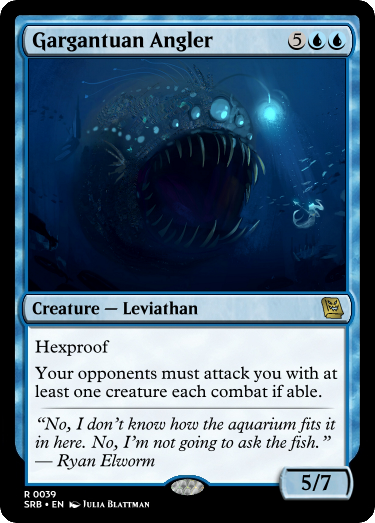 Gargantuan Angler 5
Creature — Leviathan
Hexproof
Your opponents must attack you with at
least one creature each combat if able.
“No, I don’t know how the aquarium fits it
in here. No, I’m not going to ask the fish.”
— Ryan Elworm
5/7
R 0039
SRB • EN Julia Blattman